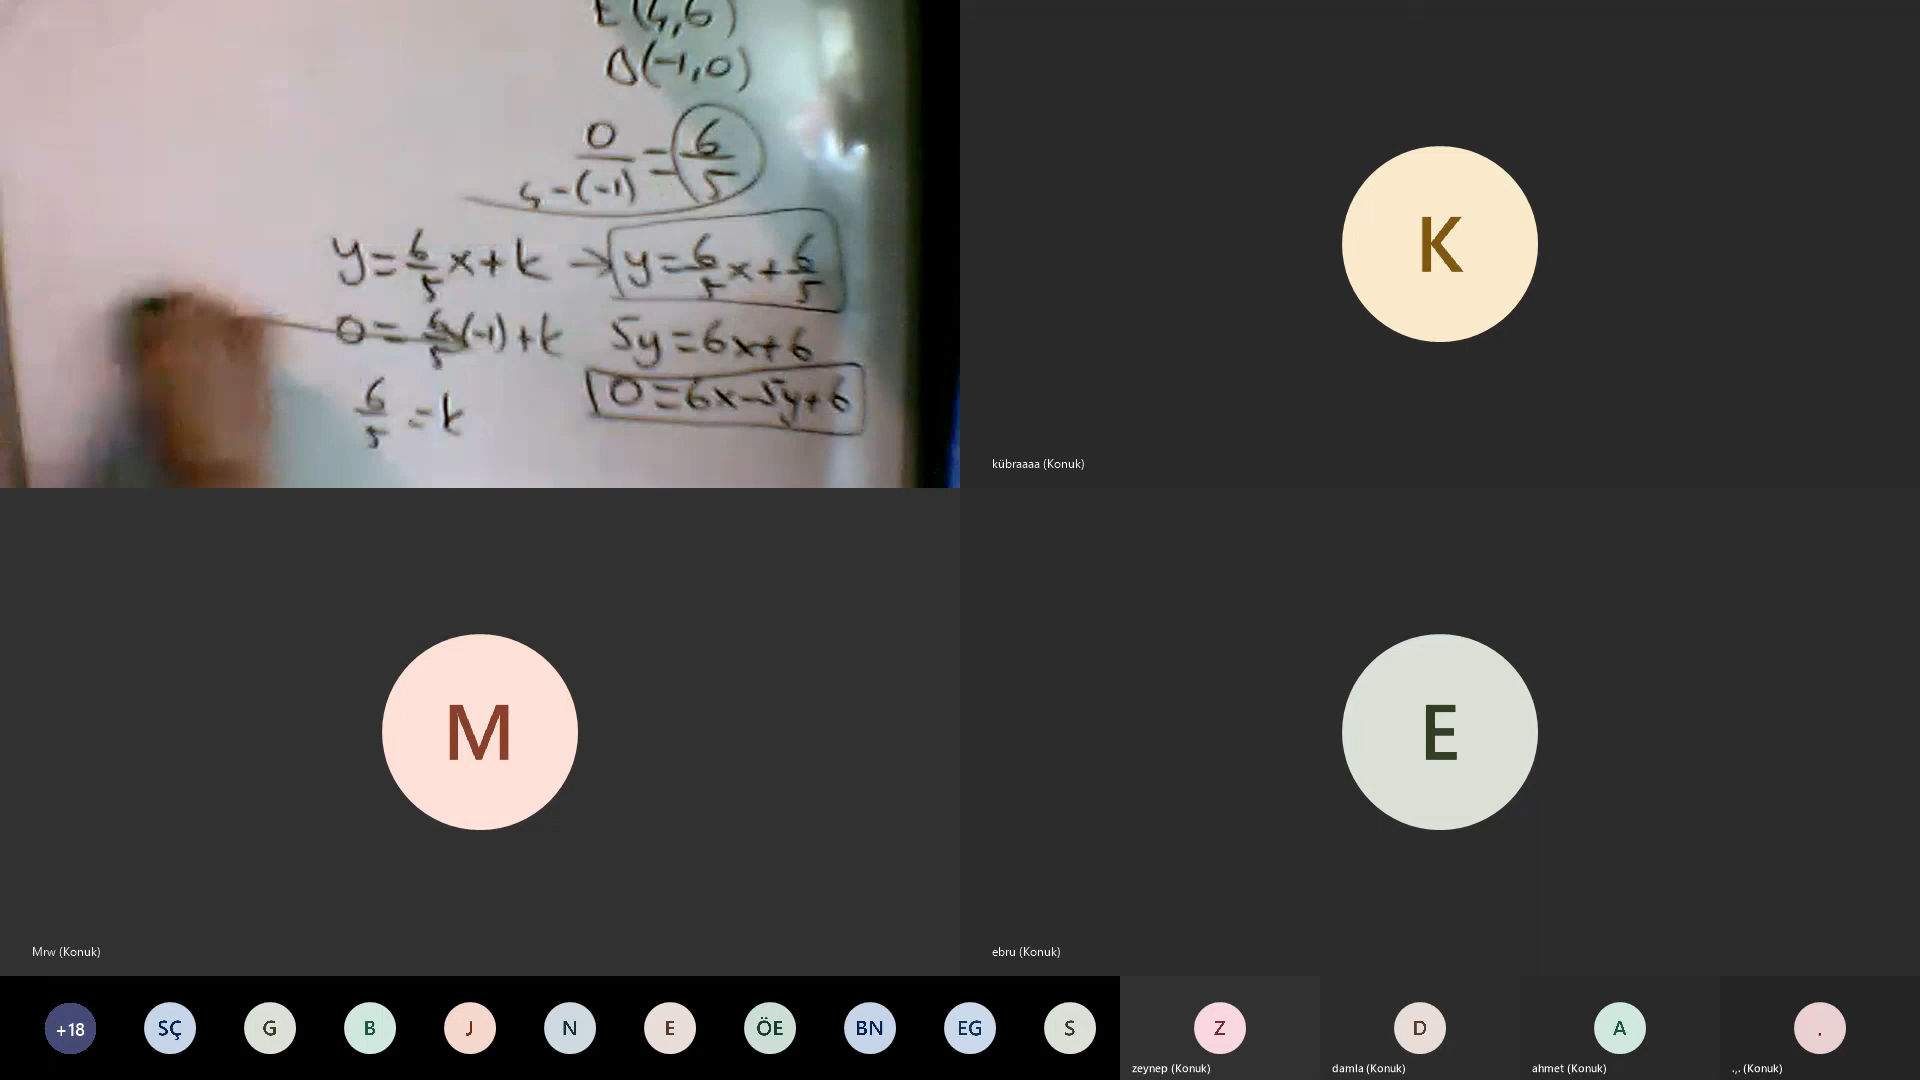 E(4,6)
D(-1,0)
0/(4-(-1)) = 6/5
y = 6/5 x + k → y = 6/5 x + 6/5
0 = 6/5 (-1) + k 5y = 6x + 6
6/5 = k 0 = 6x - 5y + 6
K
kübraaaa (Konuk)
M
Mrw (Konuk)
E
ebru (Konuk)
+18 SÇ G B J N E ÖE BN EG S Z D A .
zeynep (Konuk) damla (Konuk) ahmet (Konuk) .,. (Konuk)